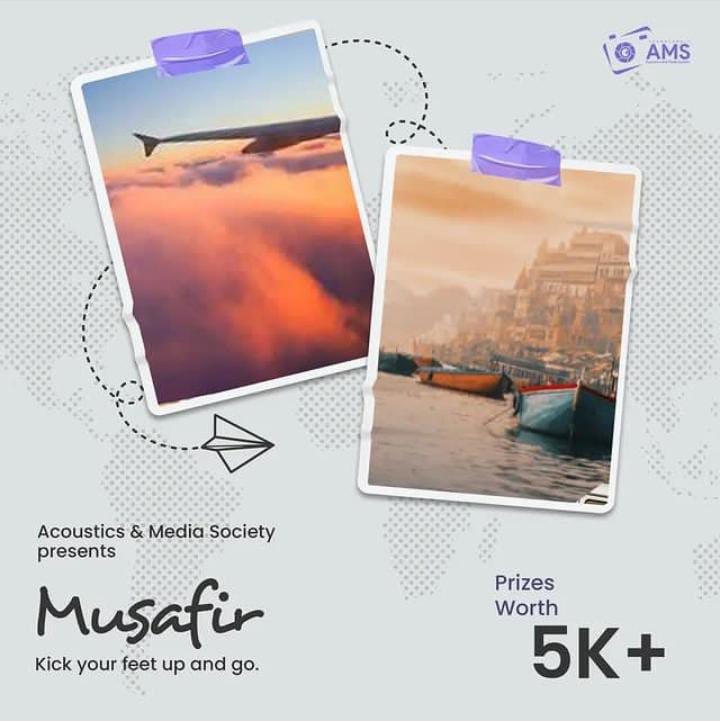 AMS
Acoustics & Media Society
presents
Musafir
Kick your feet up and go.
Prizes
Worth
5K+